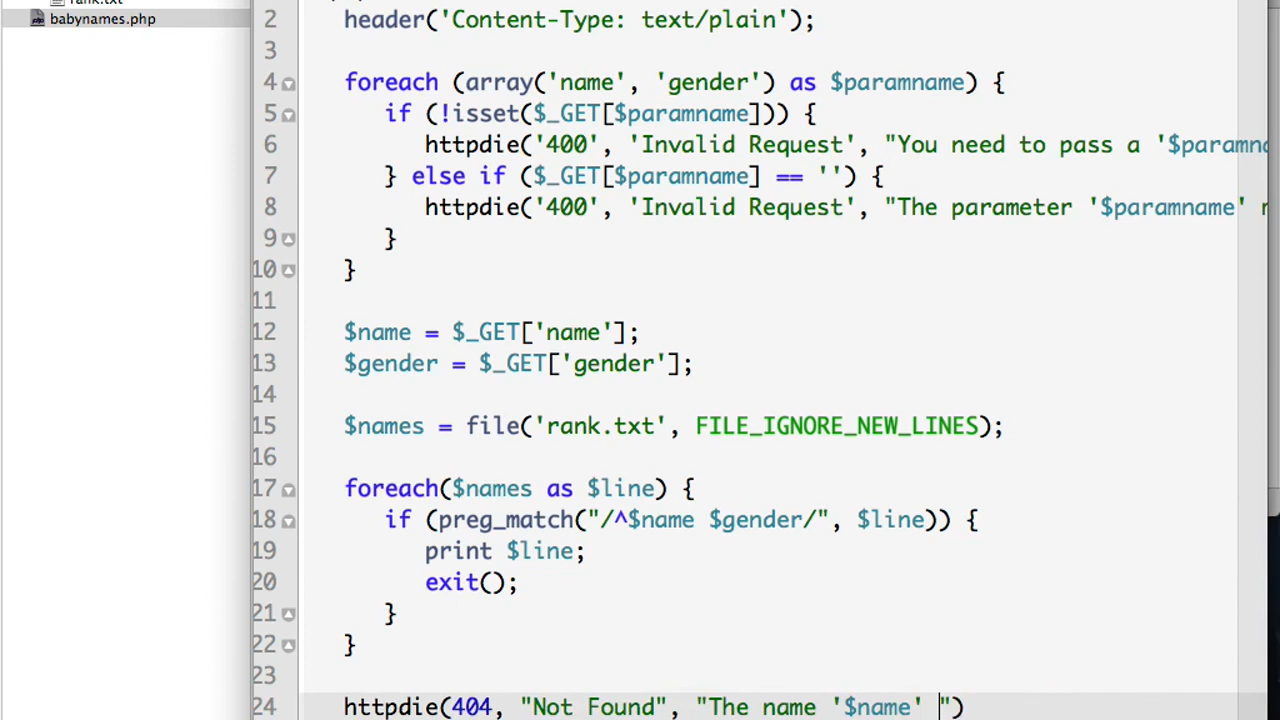 rank.txt
babynames.php
2 header('Content-Type: text/plain');
3
4 foreach (array('name', 'gender') as $paramname) {
5 if (!isset($_GET[$paramname])) {
6 httpdie('400', 'Invalid Request', "You need to pass a '$paramn
7 } else if ($_GET[$paramname] == '') {
8 httpdie('400', 'Invalid Request', "The parameter '$paramname'
9 }
10 }
11
12 $name = $_GET['name'];
13 $gender = $_GET['gender'];
14
15 $names = file('rank.txt', FILE_IGNORE_NEW_LINES);
16
17 foreach($names as $line) {
18 if (preg_match("/^$name $gender/", $line)) {
19 print $line;
20 exit();
21 }
22 }
23
24 httpdie(404, "Not Found", "The name '$name' ")